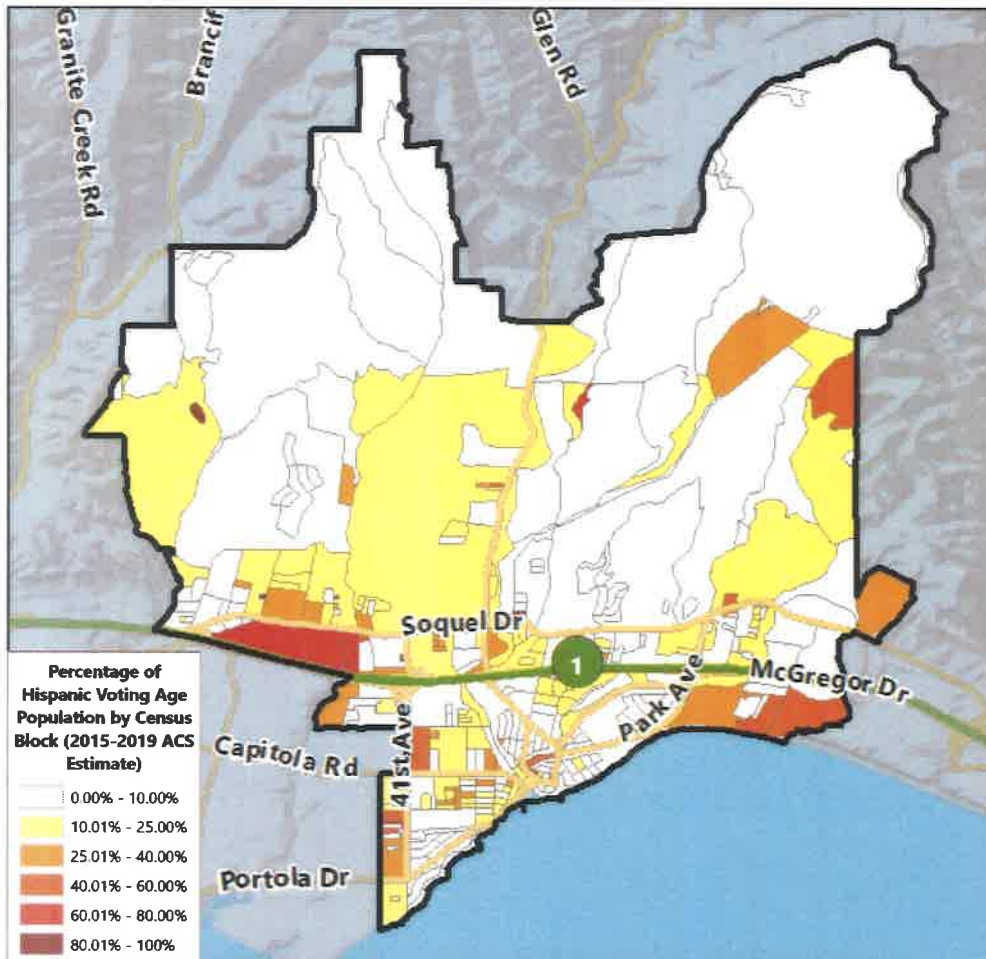 Granite Creek Rd
Brancif
Glen Rd
Soquel Dr
1
McGregor Dr
Park Ave
41st Ave
Capitola Rd
Portola Dr
Percentage of
Hispanic Voting Age
Population by Census
Block (2015-2019 ACS
Estimate)
0.00% - 10.00%
10.01% - 25.00%
25.01% - 40.00%
40.01% - 60.00%
60.01% - 80.00%
80.01% - 100%